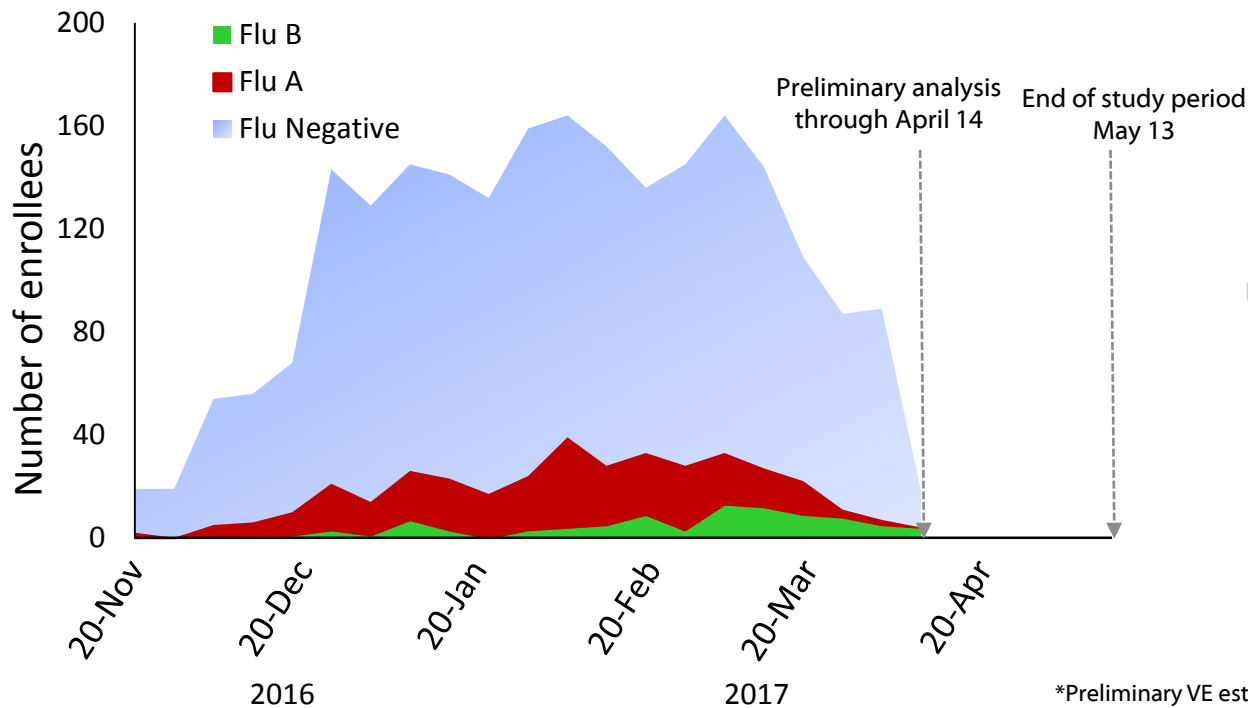 200
160
120
80
40
0
Number of enrollees
Flu B
Flu A
Flu Negative
Preliminary analysis
through April 14
End of study period
May 13
20-Nov
20-Dec
20-Jan
20-Feb
20-Mar
20-Apr
2016
2017
*Preliminary VE est